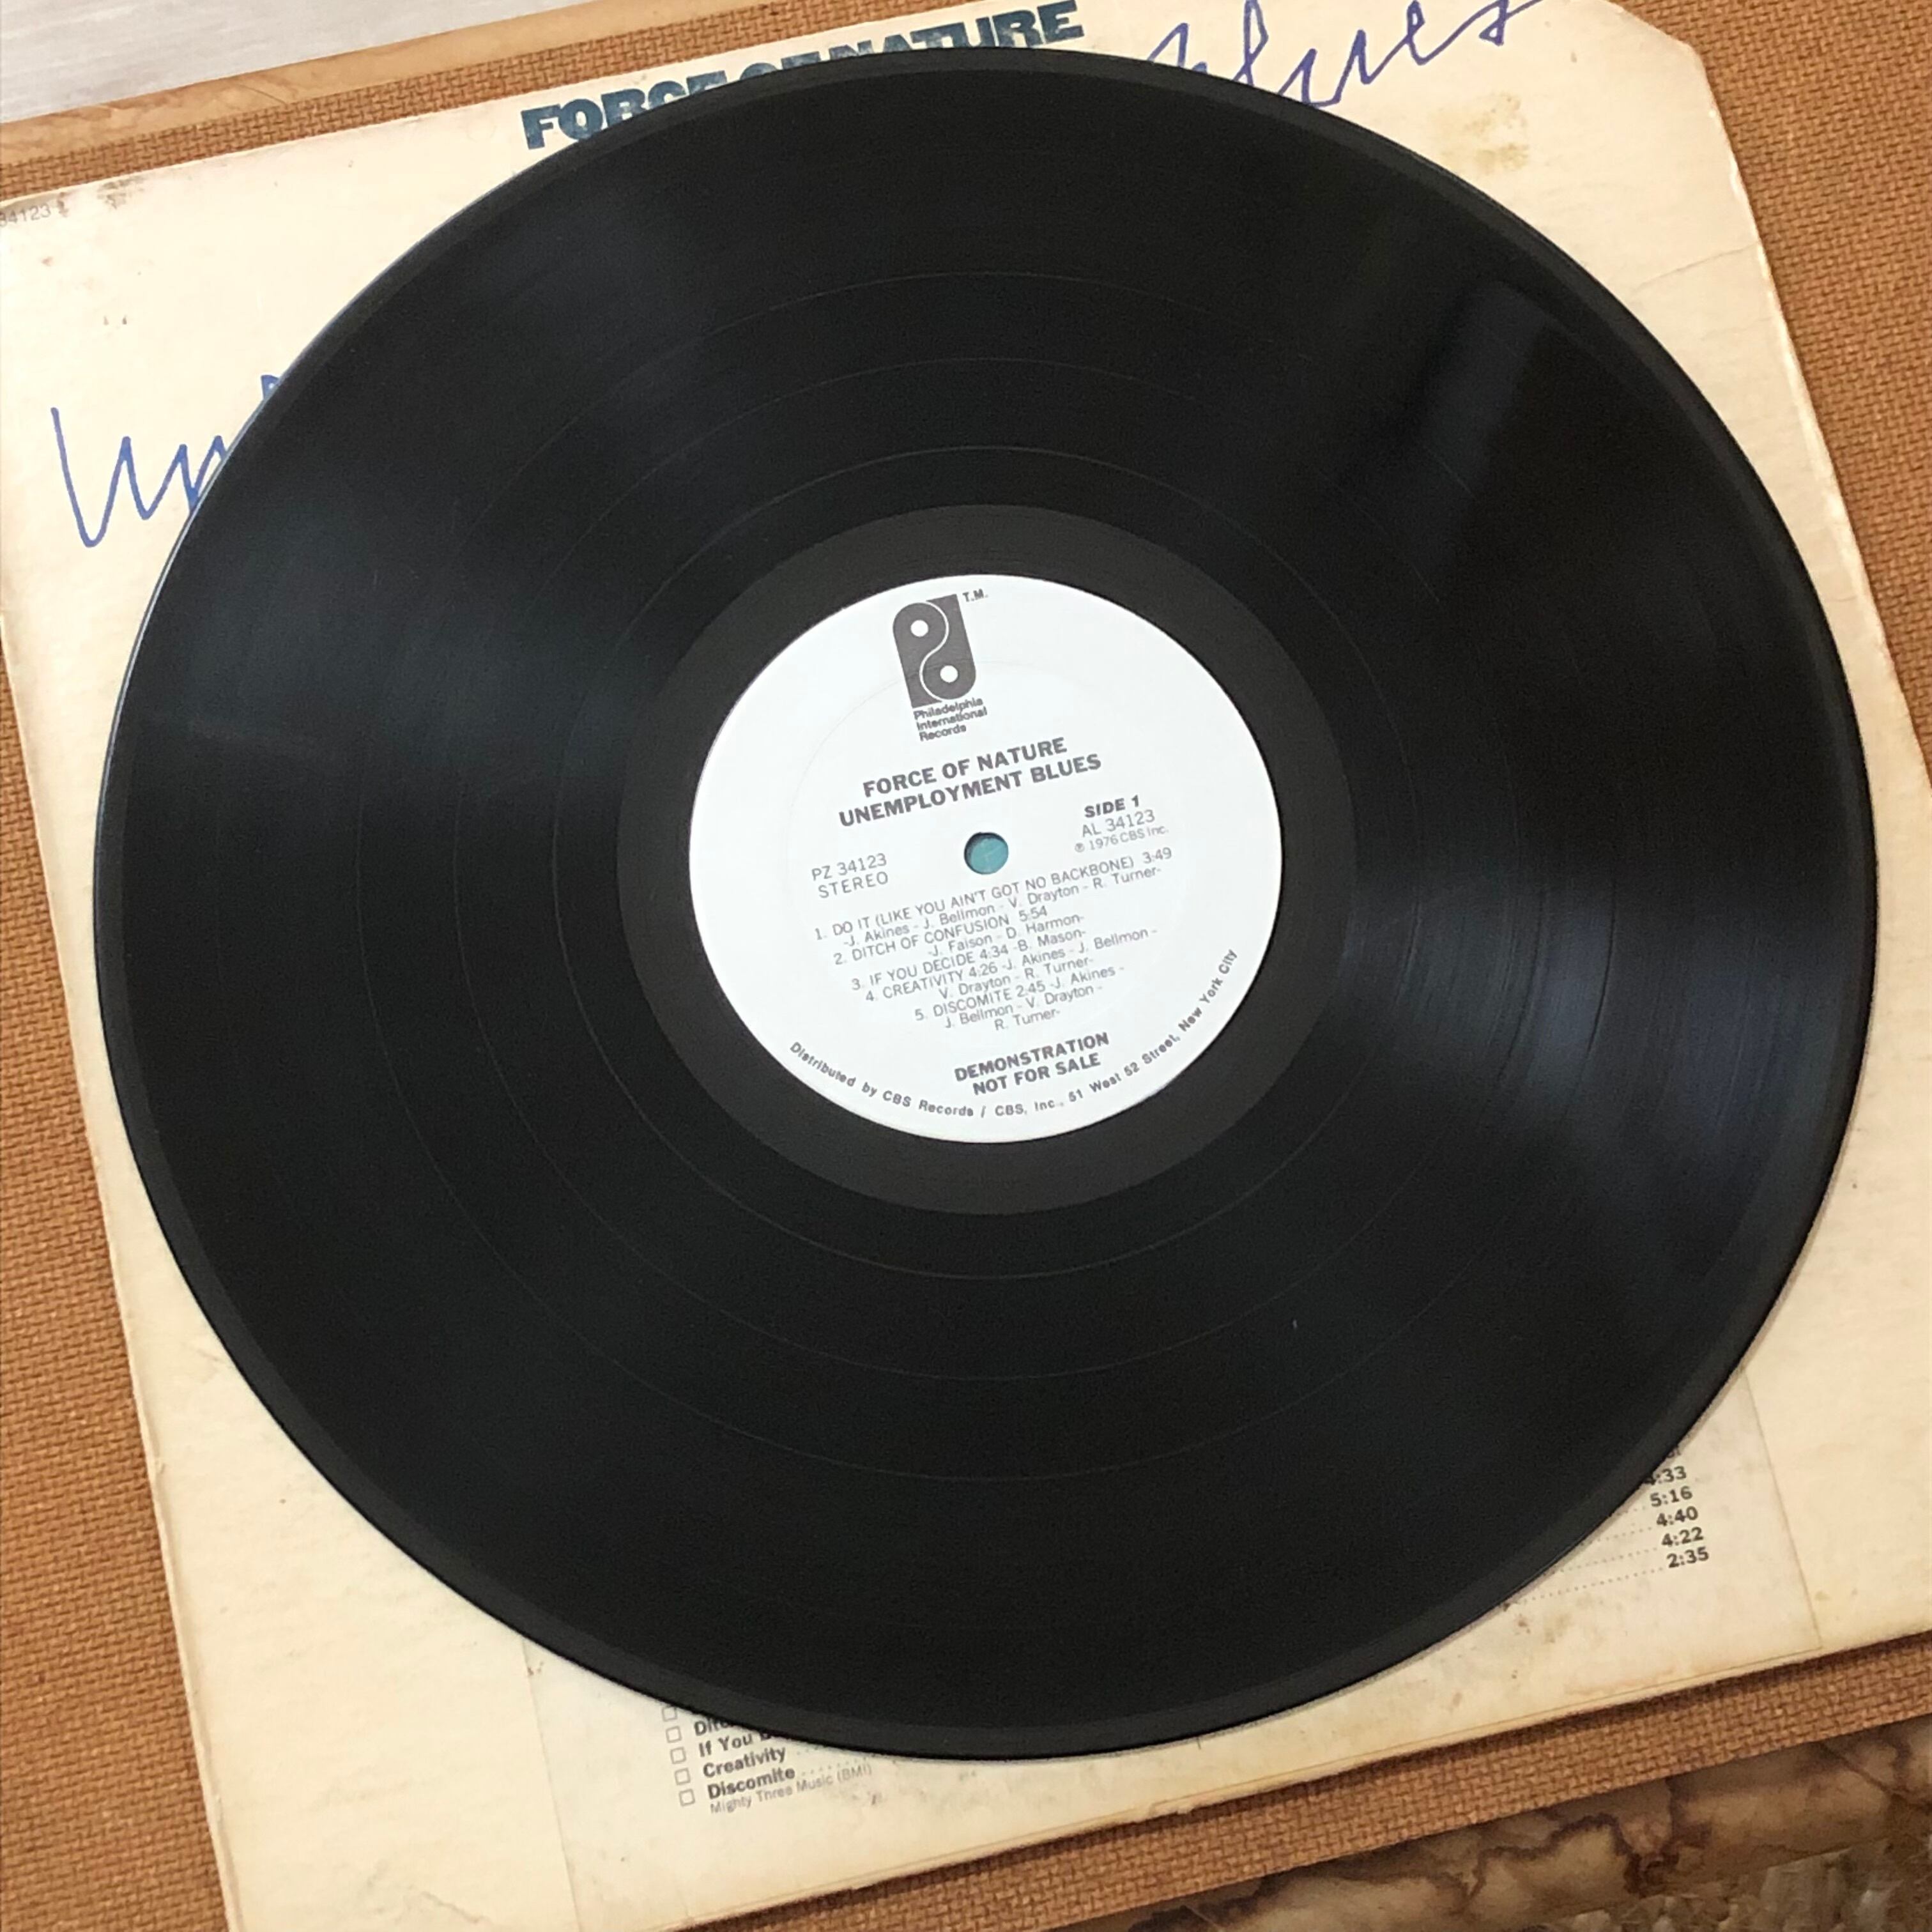 FORCE OF NATURE
34123
T.M.
Philadelphia
International
Records
FORCE OF NATURE
UNEMPLOYMENT BLUES
SIDE 1
AL 34123
℗ 1976 CBS Inc.
PZ 34123
STEREO
1. DO IT (LIKE YOU AIN'T GOT NO BACKBONE) 3:49
-J. Akines - J. Bellmon - V. Drayton - R. Turner-
2. DITCH OF CONFUSION 5:54
-J. Faison - D. Harmon-
3. IF YOU DECIDE 4:34 -B. Mason-
4. CREATIVITY 4:26 -J. Akines - J. Bellmon -
V. Drayton - R. Turner-
5. DISCOMITE 2:45 -J. Akines -
J. Bellmon - V. Drayton -
R. Turner-
DEMONSTRATION
NOT FOR SALE
Distributed by CBS Records / CBS, Inc., 51 West 52 Street, New York City
4:33
5:16
4:40
4:22
2:35
If You
Creativity
Discomite
Mighty Three Music (BMI)